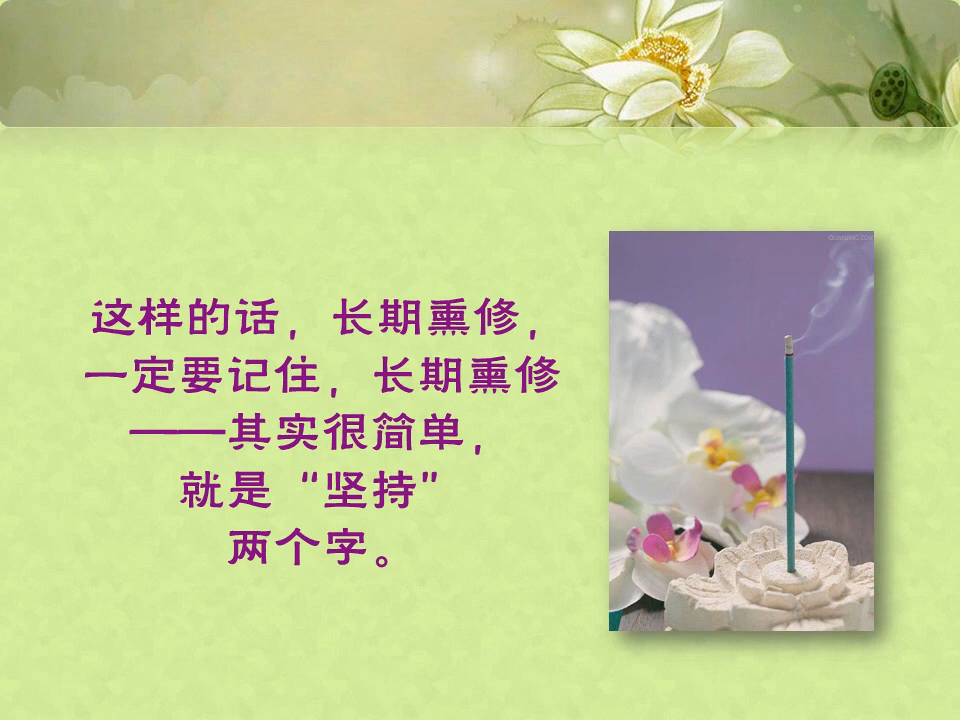 这样的话，长期熏修，
一定要记住，长期熏修
——其实很简单，
就是“坚持”
两个字。